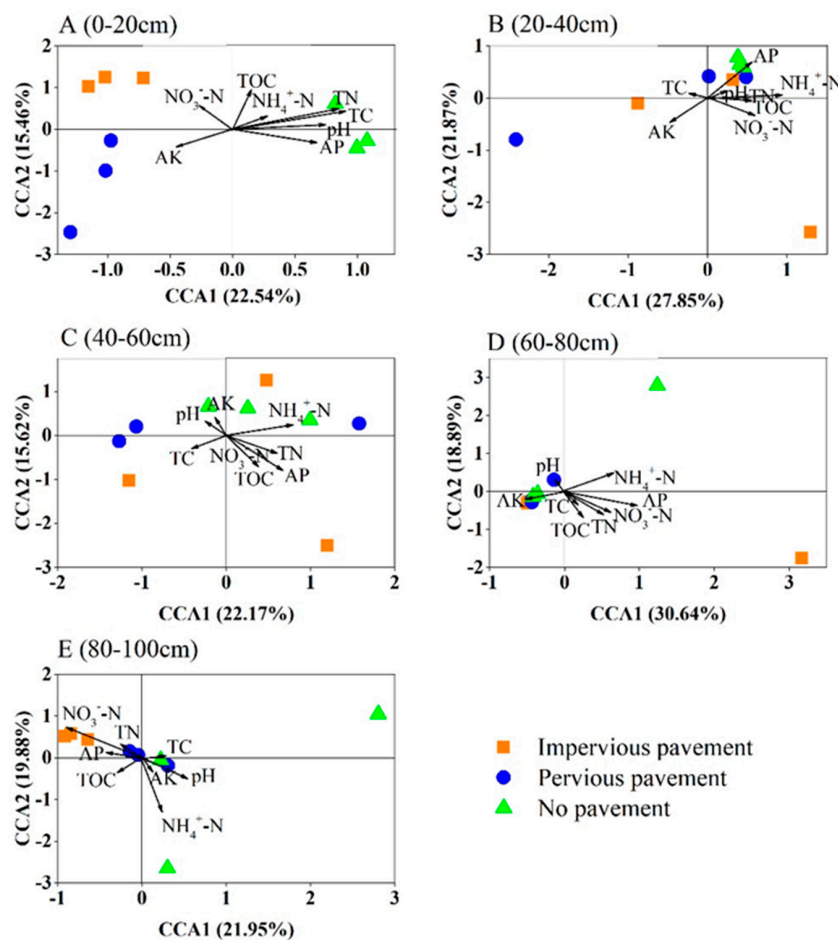 A (0-20cm)
2
1
0
-1
-2
-3
CCA2 (15.46%)
NO₃⁻-N
TOC
NH₄⁺-N
TN
TC
pH
AP
AK
-1.0
-0.5
0.0
0.5
1.0
CCA1 (22.54%)
B (20-40cm)
1
0
-1
-2
-3
CCA2 (21.87%)
AP
NH₄⁺-N
TC
pH
TN
TOC
NO₃⁻-N
AK
-2
-1
0
1
CCA1 (27.85%)
C (40-60cm)
1
0
-1
-2
-3
CCA2 (15.62%)
pH
AK
NH₄⁺-N
TC
NO₃⁻-N
TN
TOC
AP
-2
-1
0
1
2
CCA1 (22.17%)
D (60-80cm)
3
2
1
0
-1
-2
CCA2 (18.89%)
pH
NH₄⁺-N
AK
TC
AP
TOC
TN
NO₃⁻-N
-1
0
1
2
3
CCA1 (30.64%)
E (80-100cm)
2
1
0
-1
-2
-3
CCA2 (19.88%)
NO₃⁻-N
TN
AP
TC
TOC
AK
pH
NH₄⁺-N
-1
0
1
2
3
CCA1 (21.95%)
Impervious pavement
Pervious pavement
No pavement